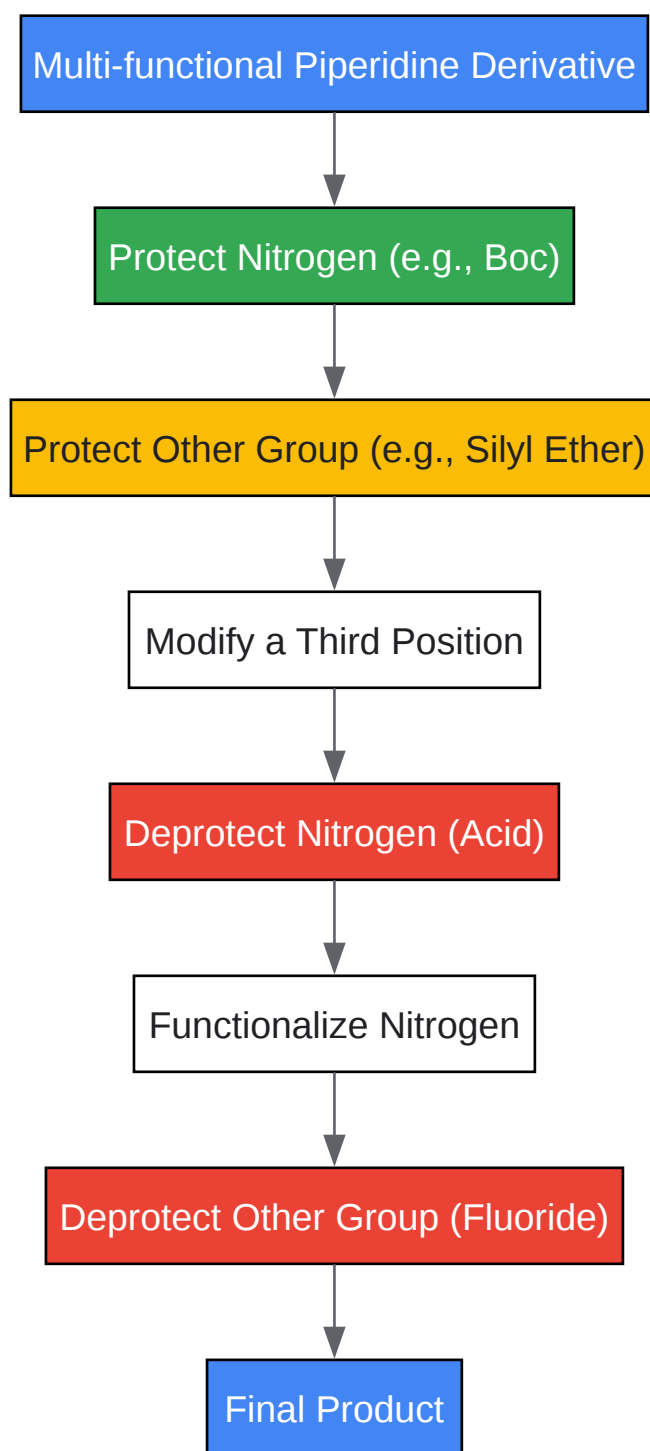 Multi-functional Piperidine Derivative
Protect Nitrogen (e.g., Boc)
Protect Other Group (e.g., Silyl Ether)
Modify a Third Position
Deprotect Nitrogen (Acid)
Functionalize Nitrogen
Deprotect Other Group (Fluoride)
Final Product